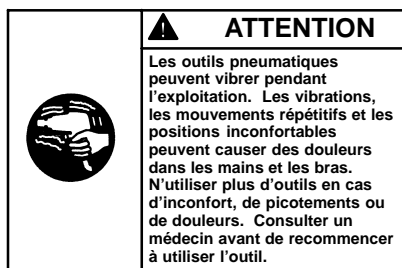 ATTENTION
Les outils pneumatiques
peuvent vibrer pendant
l'exploitation. Les vibrations,
les mouvements répétitifs et les
positions inconfortables
peuvent causer des douleurs
dans les mains et les bras.
N'utiliser plus d'outils en cas
d'inconfort, de picotements ou
de douleurs. Consulter un
médecin avant de recommencer
à utiliser l'outil.